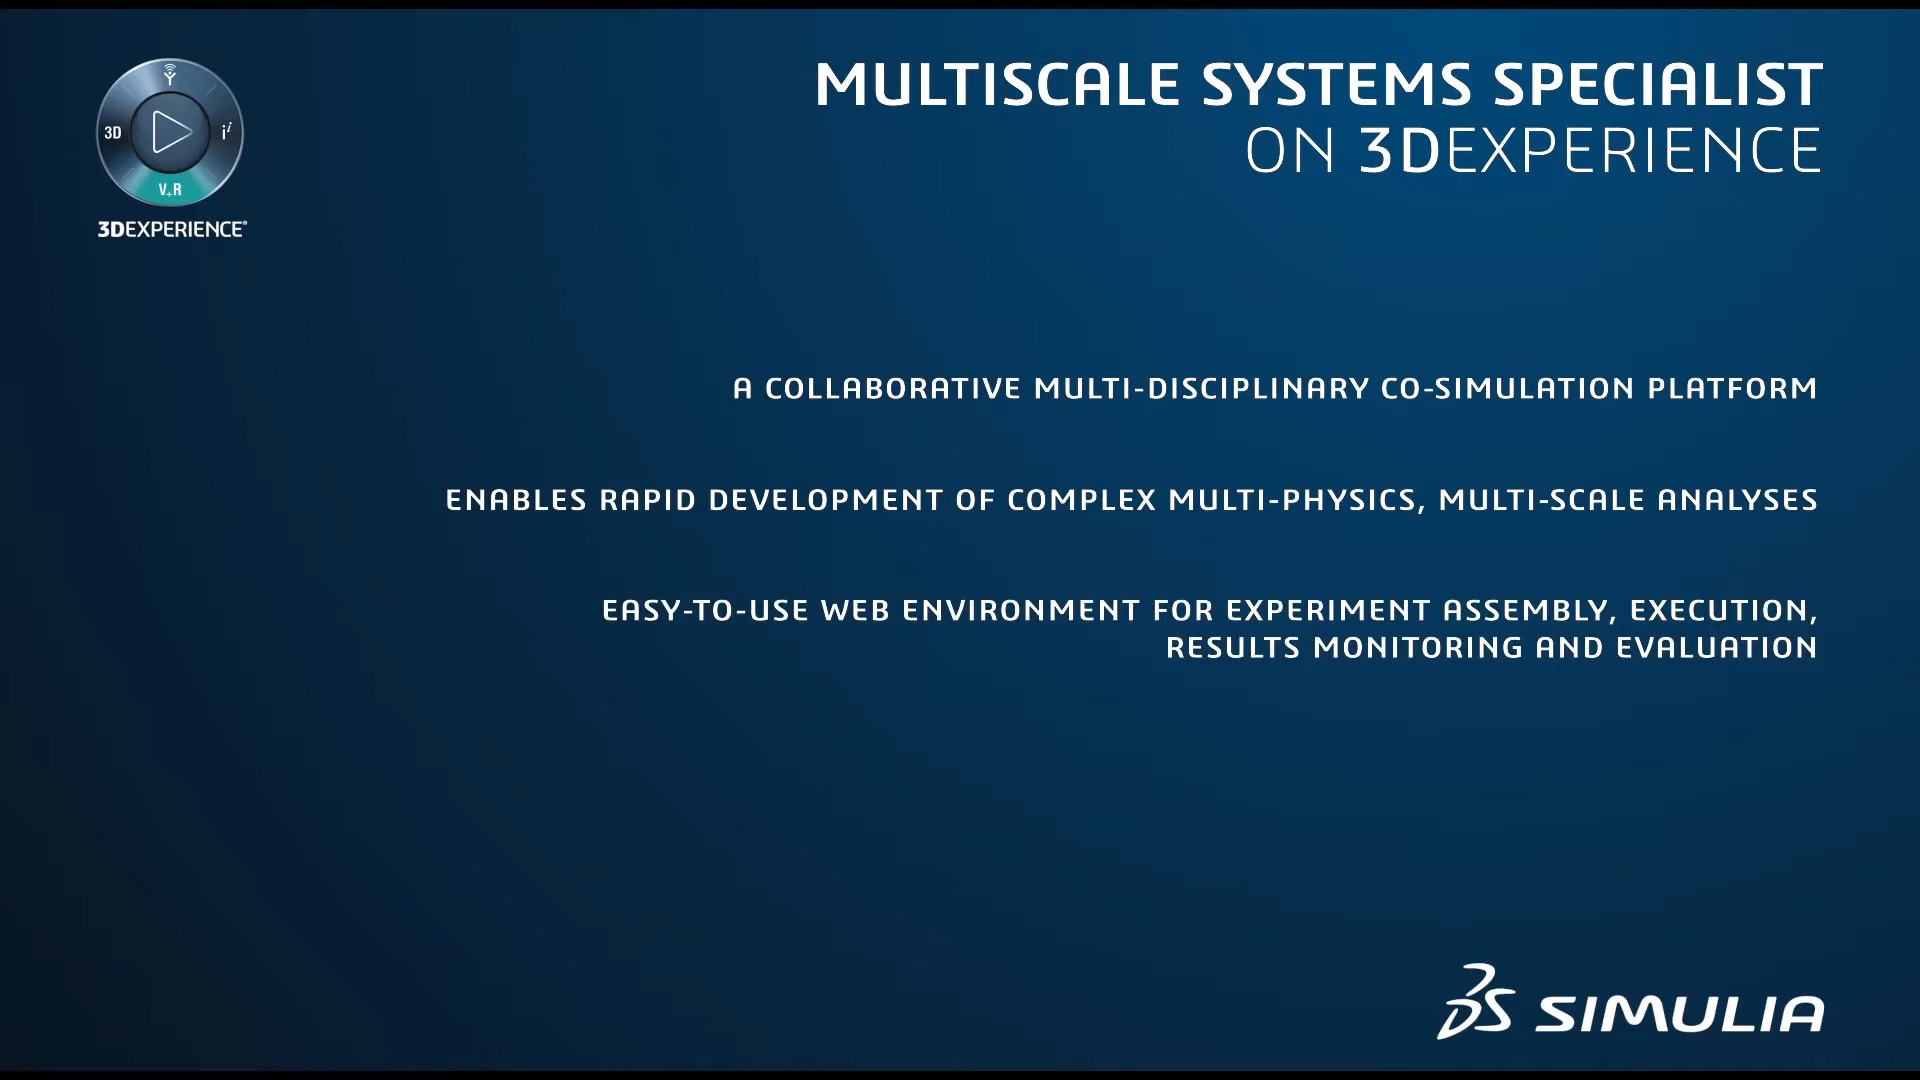 MULTISCALE SYSTEMS SPECIALIST
ON 3DEXPERIENCE
3D
i i
V+R
3DEXPERIENCE®
A COLLABORATIVE MULTI-DISCIPLINARY CO-SIMULATION PLATFORM
ENABLES RAPID DEVELOPMENT OF COMPLEX MULTI-PHYSICS, MULTI-SCALE ANALYSES
EASY-TO-USE WEB ENVIRONMENT FOR EXPERIMENT ASSEMBLY, EXECUTION,
RESULTS MONITORING AND EVALUATION
3DS SIMULIA